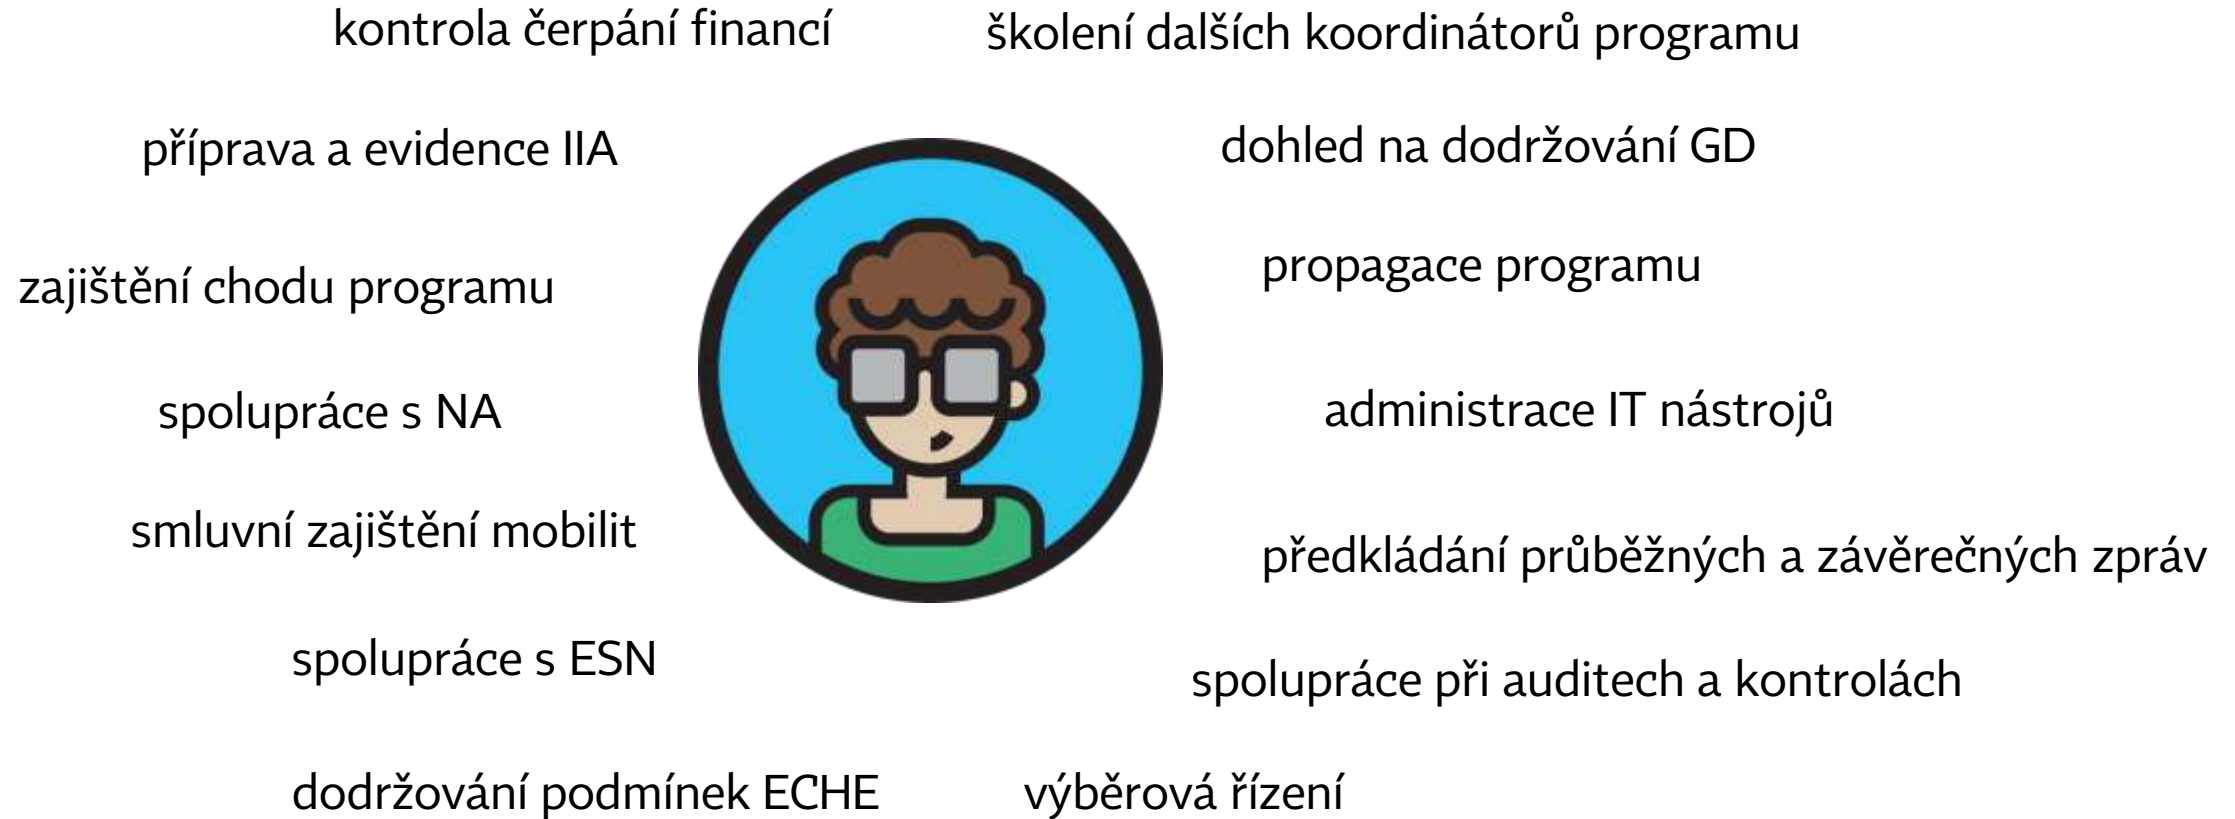 kontrola čerpání financí
školení dalších koordinátorů programu
příprava a evidence IIA
dohled na dodržování GD
zajištění chodu programu
propagace programu
spolupráce s NA
administrace IT nástrojů
smluvní zajištění mobilit
předkládání průběžných a závěrečných zpráv
spolupráce s ESN
spolupráce při auditech a kontrolách
dodržování podmínek ECHE
výběrová řízení